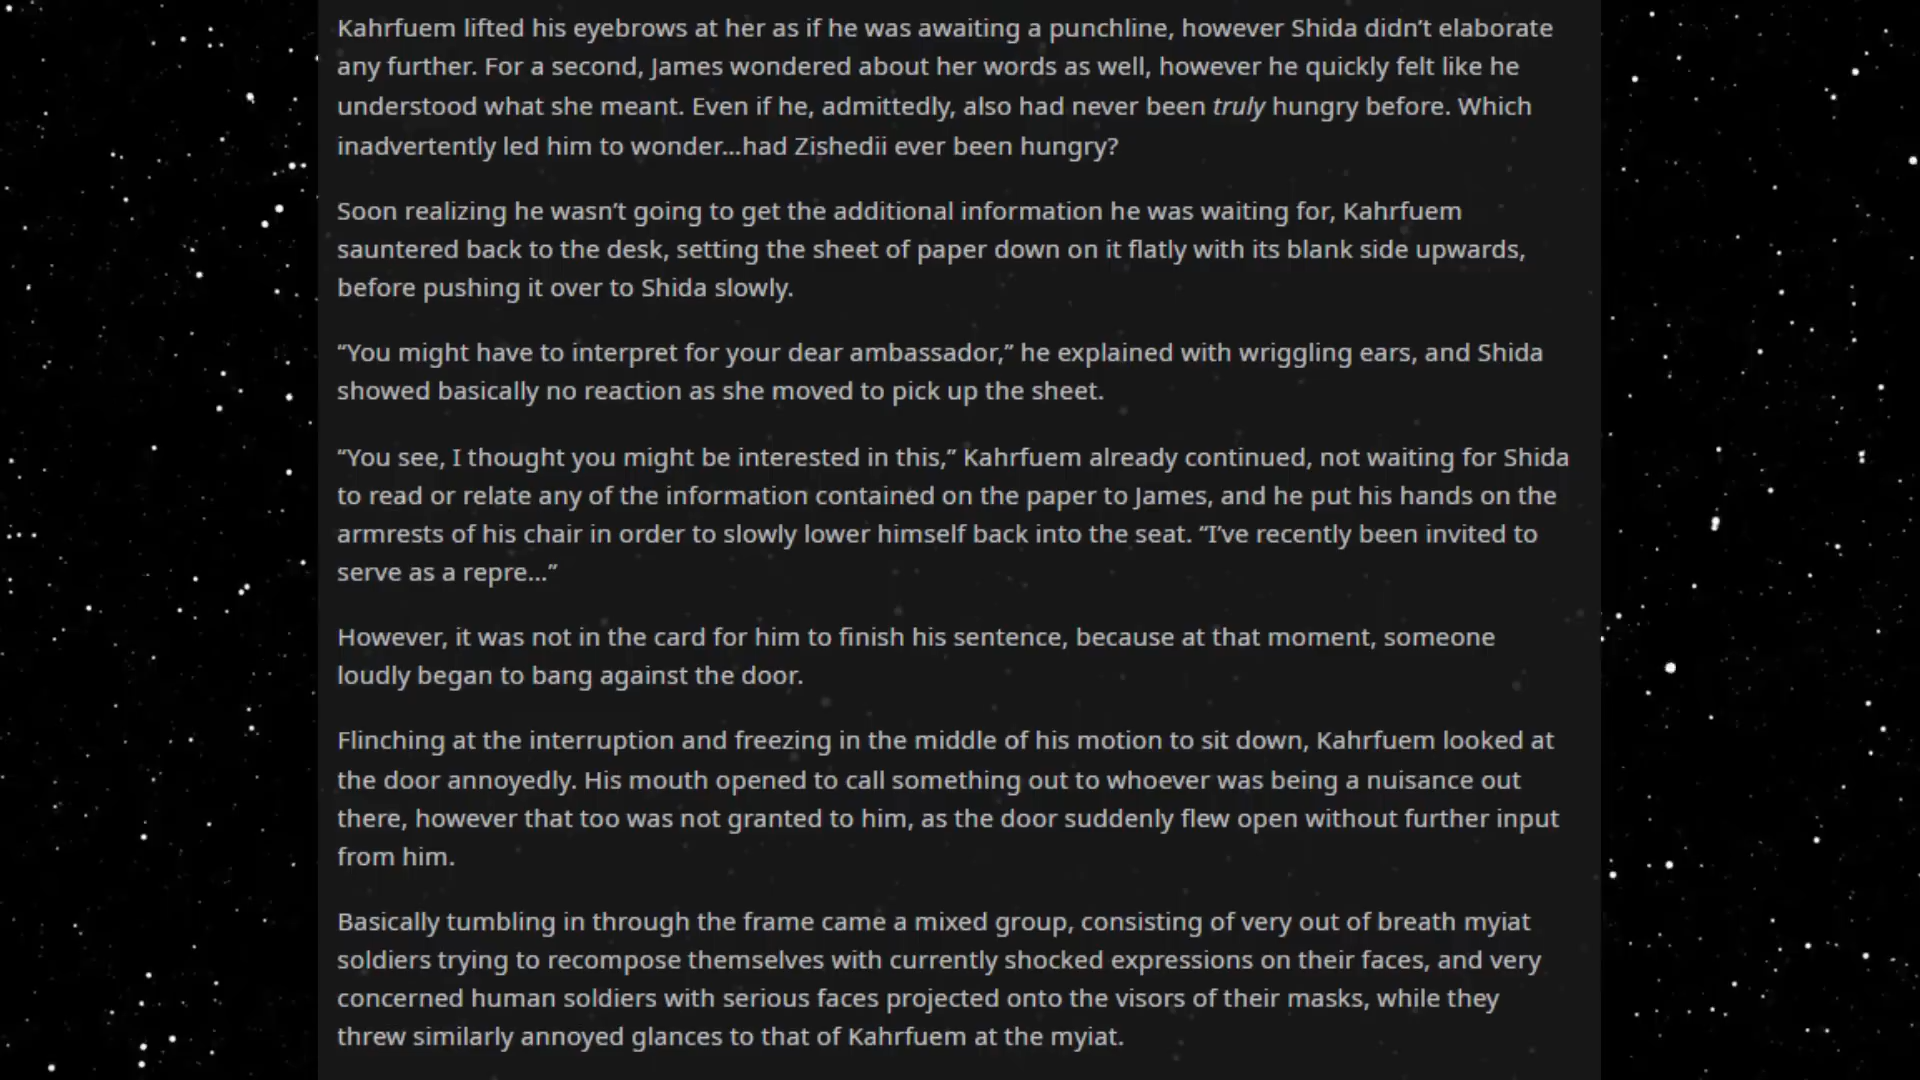 Kahrfuem lifted his eyebrows at her as if he was awaiting a punchline, however Shida didn’t elaborate
any further. For a second, James wondered about her words as well, however he quickly felt like he
understood what she meant. Even if he, admittedly, also had never been truly hungry before. Which
inadvertently led him to wonder…had Zishedii ever been hungry?
Soon realizing he wasn’t going to get the additional information he was waiting for, Kahrfuem
sauntered back to the desk, setting the sheet of paper down on it flatly with its blank side upwards,
before pushing it over to Shida slowly.
“You might have to interpret for your dear ambassador,” he explained with wriggling ears, and Shida
showed basically no reaction as she moved to pick up the sheet.
“You see, I thought you might be interested in this,” Kahrfuem already continued, not waiting for Shida
to read or relate any of the information contained on the paper to James, and he put his hands on the
armrests of his chair in order to slowly lower himself back into the seat. “I’ve recently been invited to
serve as a repre…”
However, it was not in the card for him to finish his sentence, because at that moment, someone
loudly began to bang against the door.
Flinching at the interruption and freezing in the middle of his motion to sit down, Kahrfuem looked at
the door annoyedly. His mouth opened to call something out to whoever was being a nuisance out
there, however that too was not granted to him, as the door suddenly flew open without further input
from him.
Basically tumbling in through the frame came a mixed group, consisting of very out of breath myiat
soldiers trying to recompose themselves with currently shocked expressions on their faces, and very
concerned human soldiers with serious faces projected onto the visors of their masks, while they
threw similarly annoyed glances to that of Kahrfuem at the myiat.